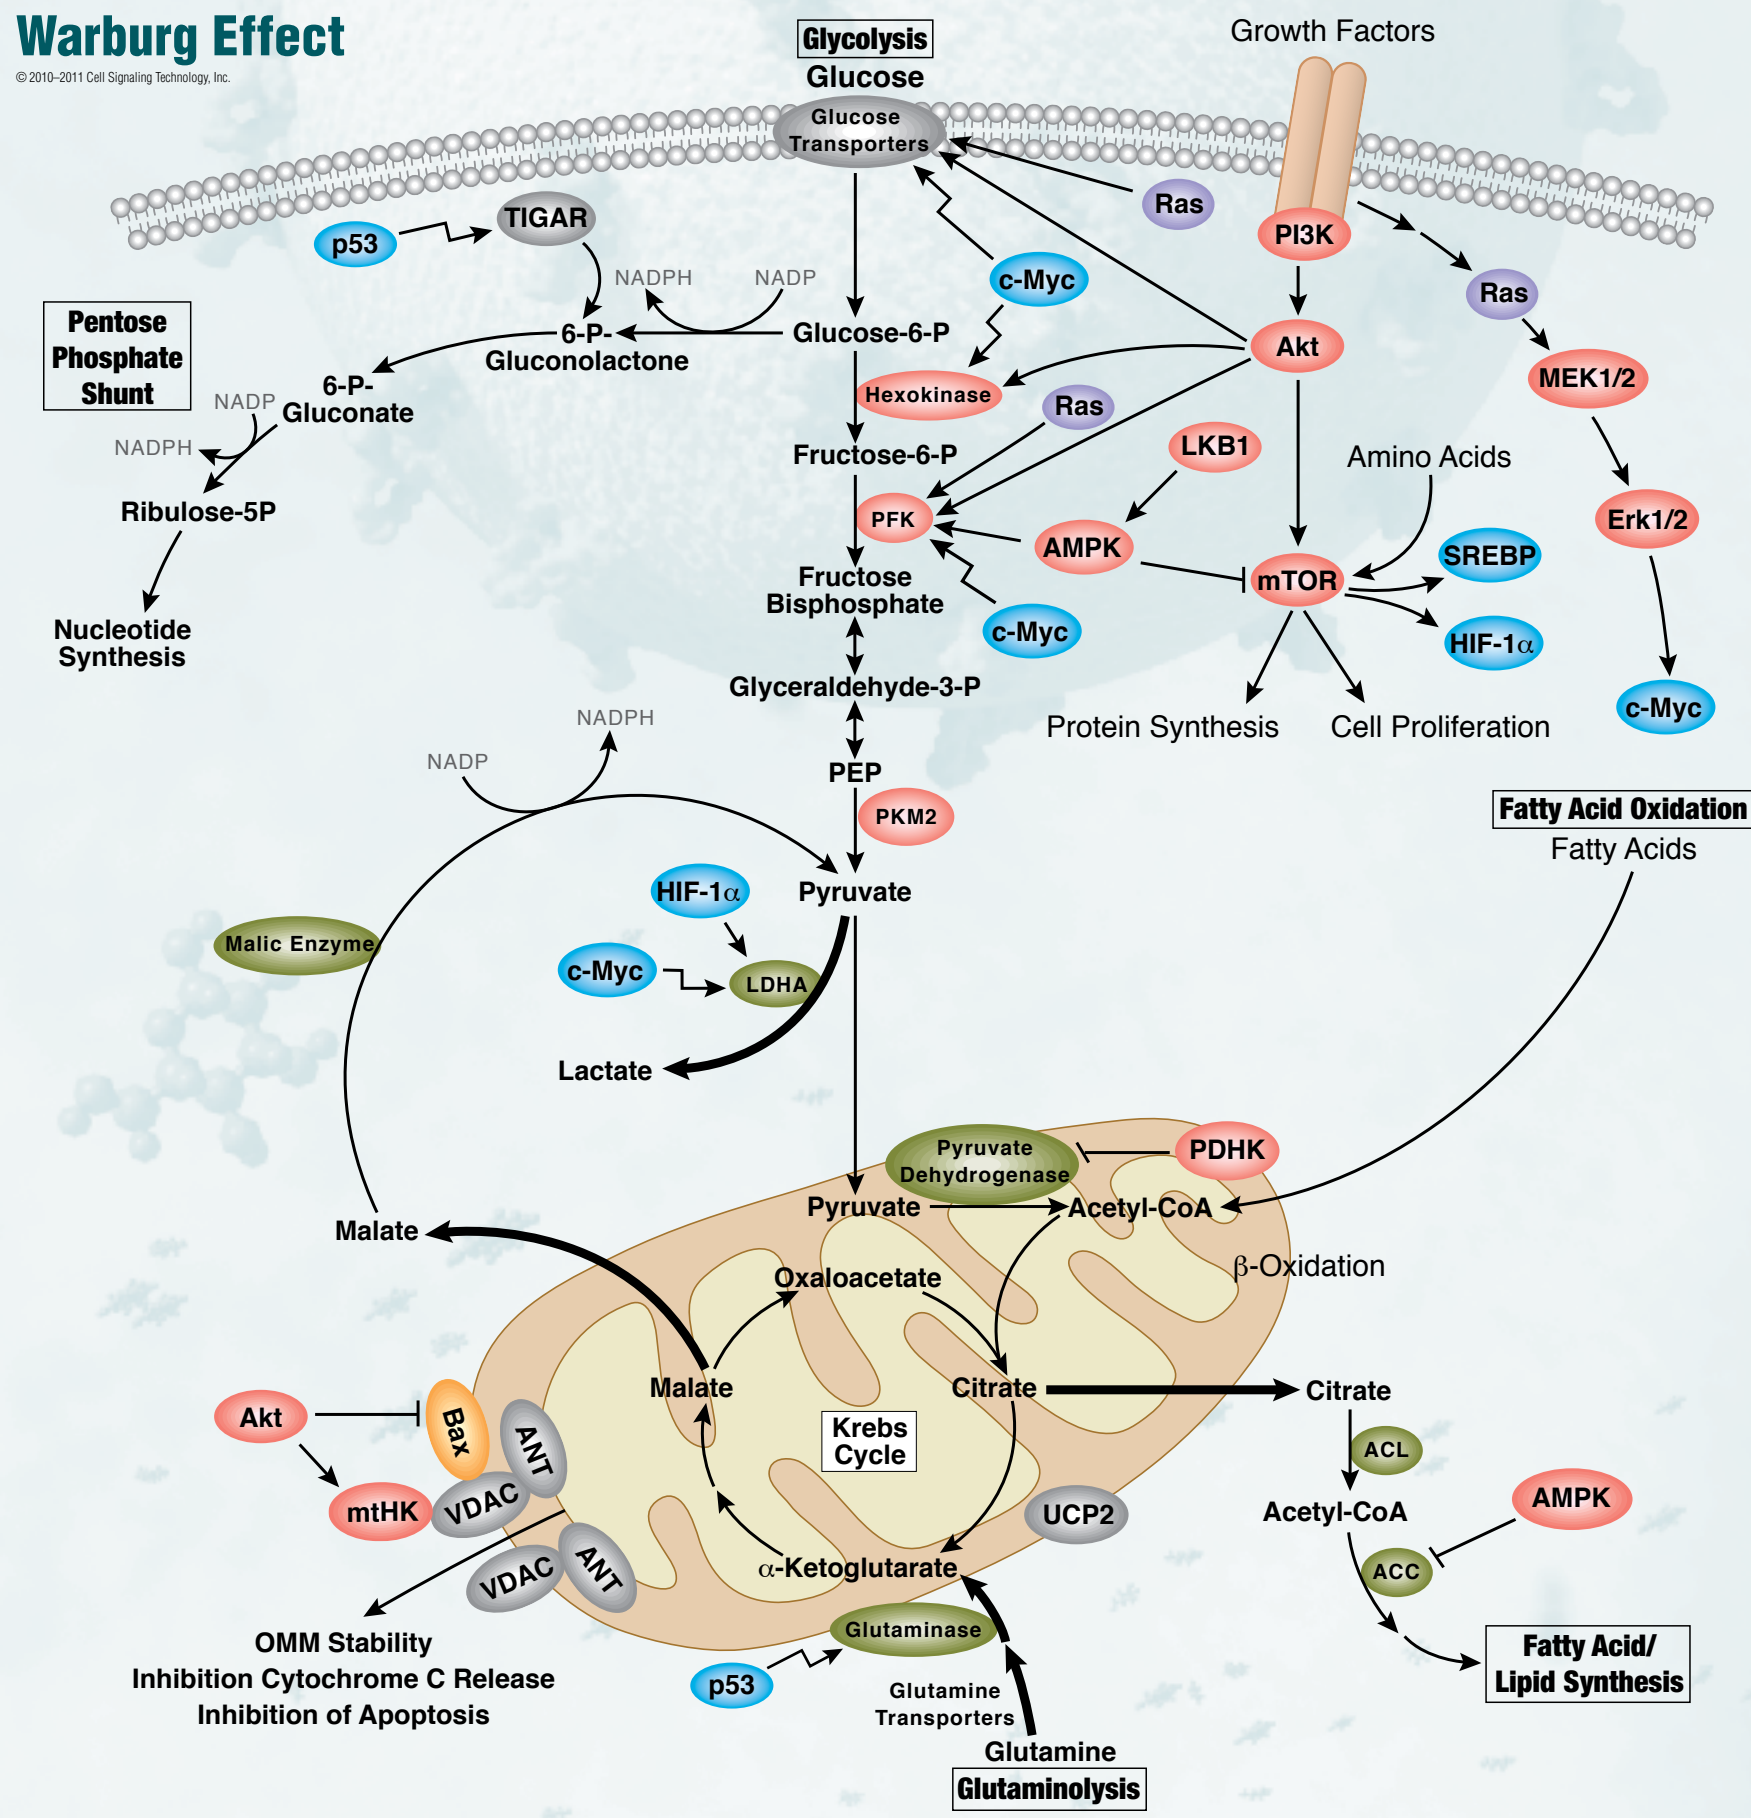 Warburg Effect
© 2010–2011 Cell Signaling Technology, Inc.
Glycolysis
Glucose
Glucose
Transporters
Growth Factors
Ras
PI3K
TIGAR
p53
c-Myc
Ras
NADPH
NADP
Pentose
Phosphate
Shunt
6-P-
Gluconolactone
Glucose-6-P
Akt
MEK1/2
6-P-
Gluconate
NADP
NADPH
Hexokinase
Ras
LKB1
Amino Acids
Fructose-6-P
Ribulose-5P
PFK
AMPK
Erk1/2
SREBP
mTOR
HIF-1α
Fructose
Bisphosphate
c-Myc
Nucleotide
Synthesis
Glyceraldehyde-3-P
c-Myc
Protein Synthesis
Cell Proliferation
NADPH
NADP
PEP
PKM2
Fatty Acid Oxidation
Fatty Acids
Pyruvate
HIF-1α
Malic Enzyme
c-Myc
LDHA
Lactate
Pyruvate
Dehydrogenase
PDHK
Pyruvate
Acetyl-CoA
Malate
β-Oxidation
Oxaloacetate
Malate
Citrate
Citrate
Krebs
Cycle
Akt
Bax
ANT
ACL
mtHK
VDAC
UCP2
Acetyl-CoA
AMPK
VDAC
ANT
α-Ketoglutarate
ACC
Glutaminase
OMM Stability
Inhibition Cytochrome C Release
Inhibition of Apoptosis
p53
Glutamine
Transporters
Fatty Acid/
Lipid Synthesis
Glutamine
Glutaminolysis